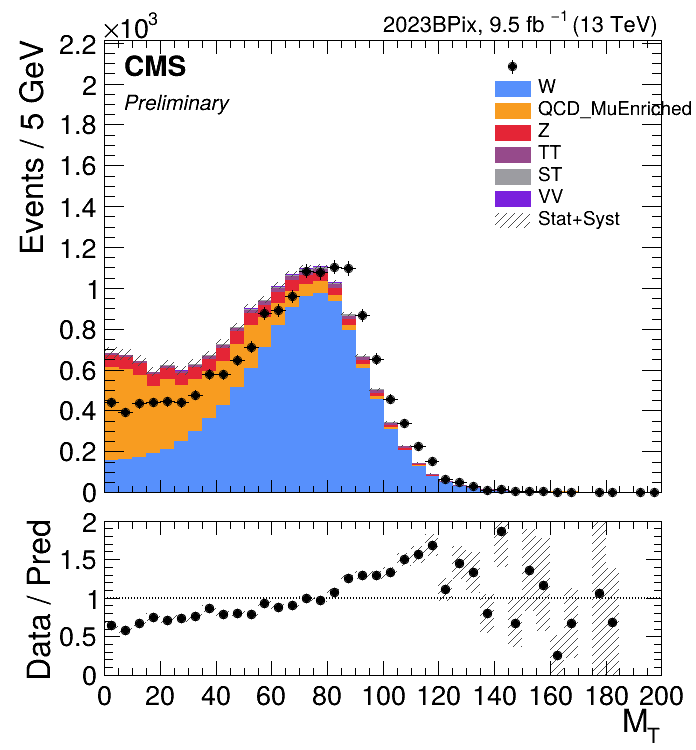 ×10³
2023BPix, 9.5 fb⁻¹ (13 TeV)
CMS
Preliminary
W
QCD_MuEnriched
Z
TT
ST
VV
Stat+Syst
Events / 5 GeV
2.2
2
1.8
1.6
1.4
1.2
1
0.8
0.6
0.4
0.2
0
Data / Pred
2
1.5
1
0.5
0
0 20 40 60 80 100 120 140 160 180 200
M_T